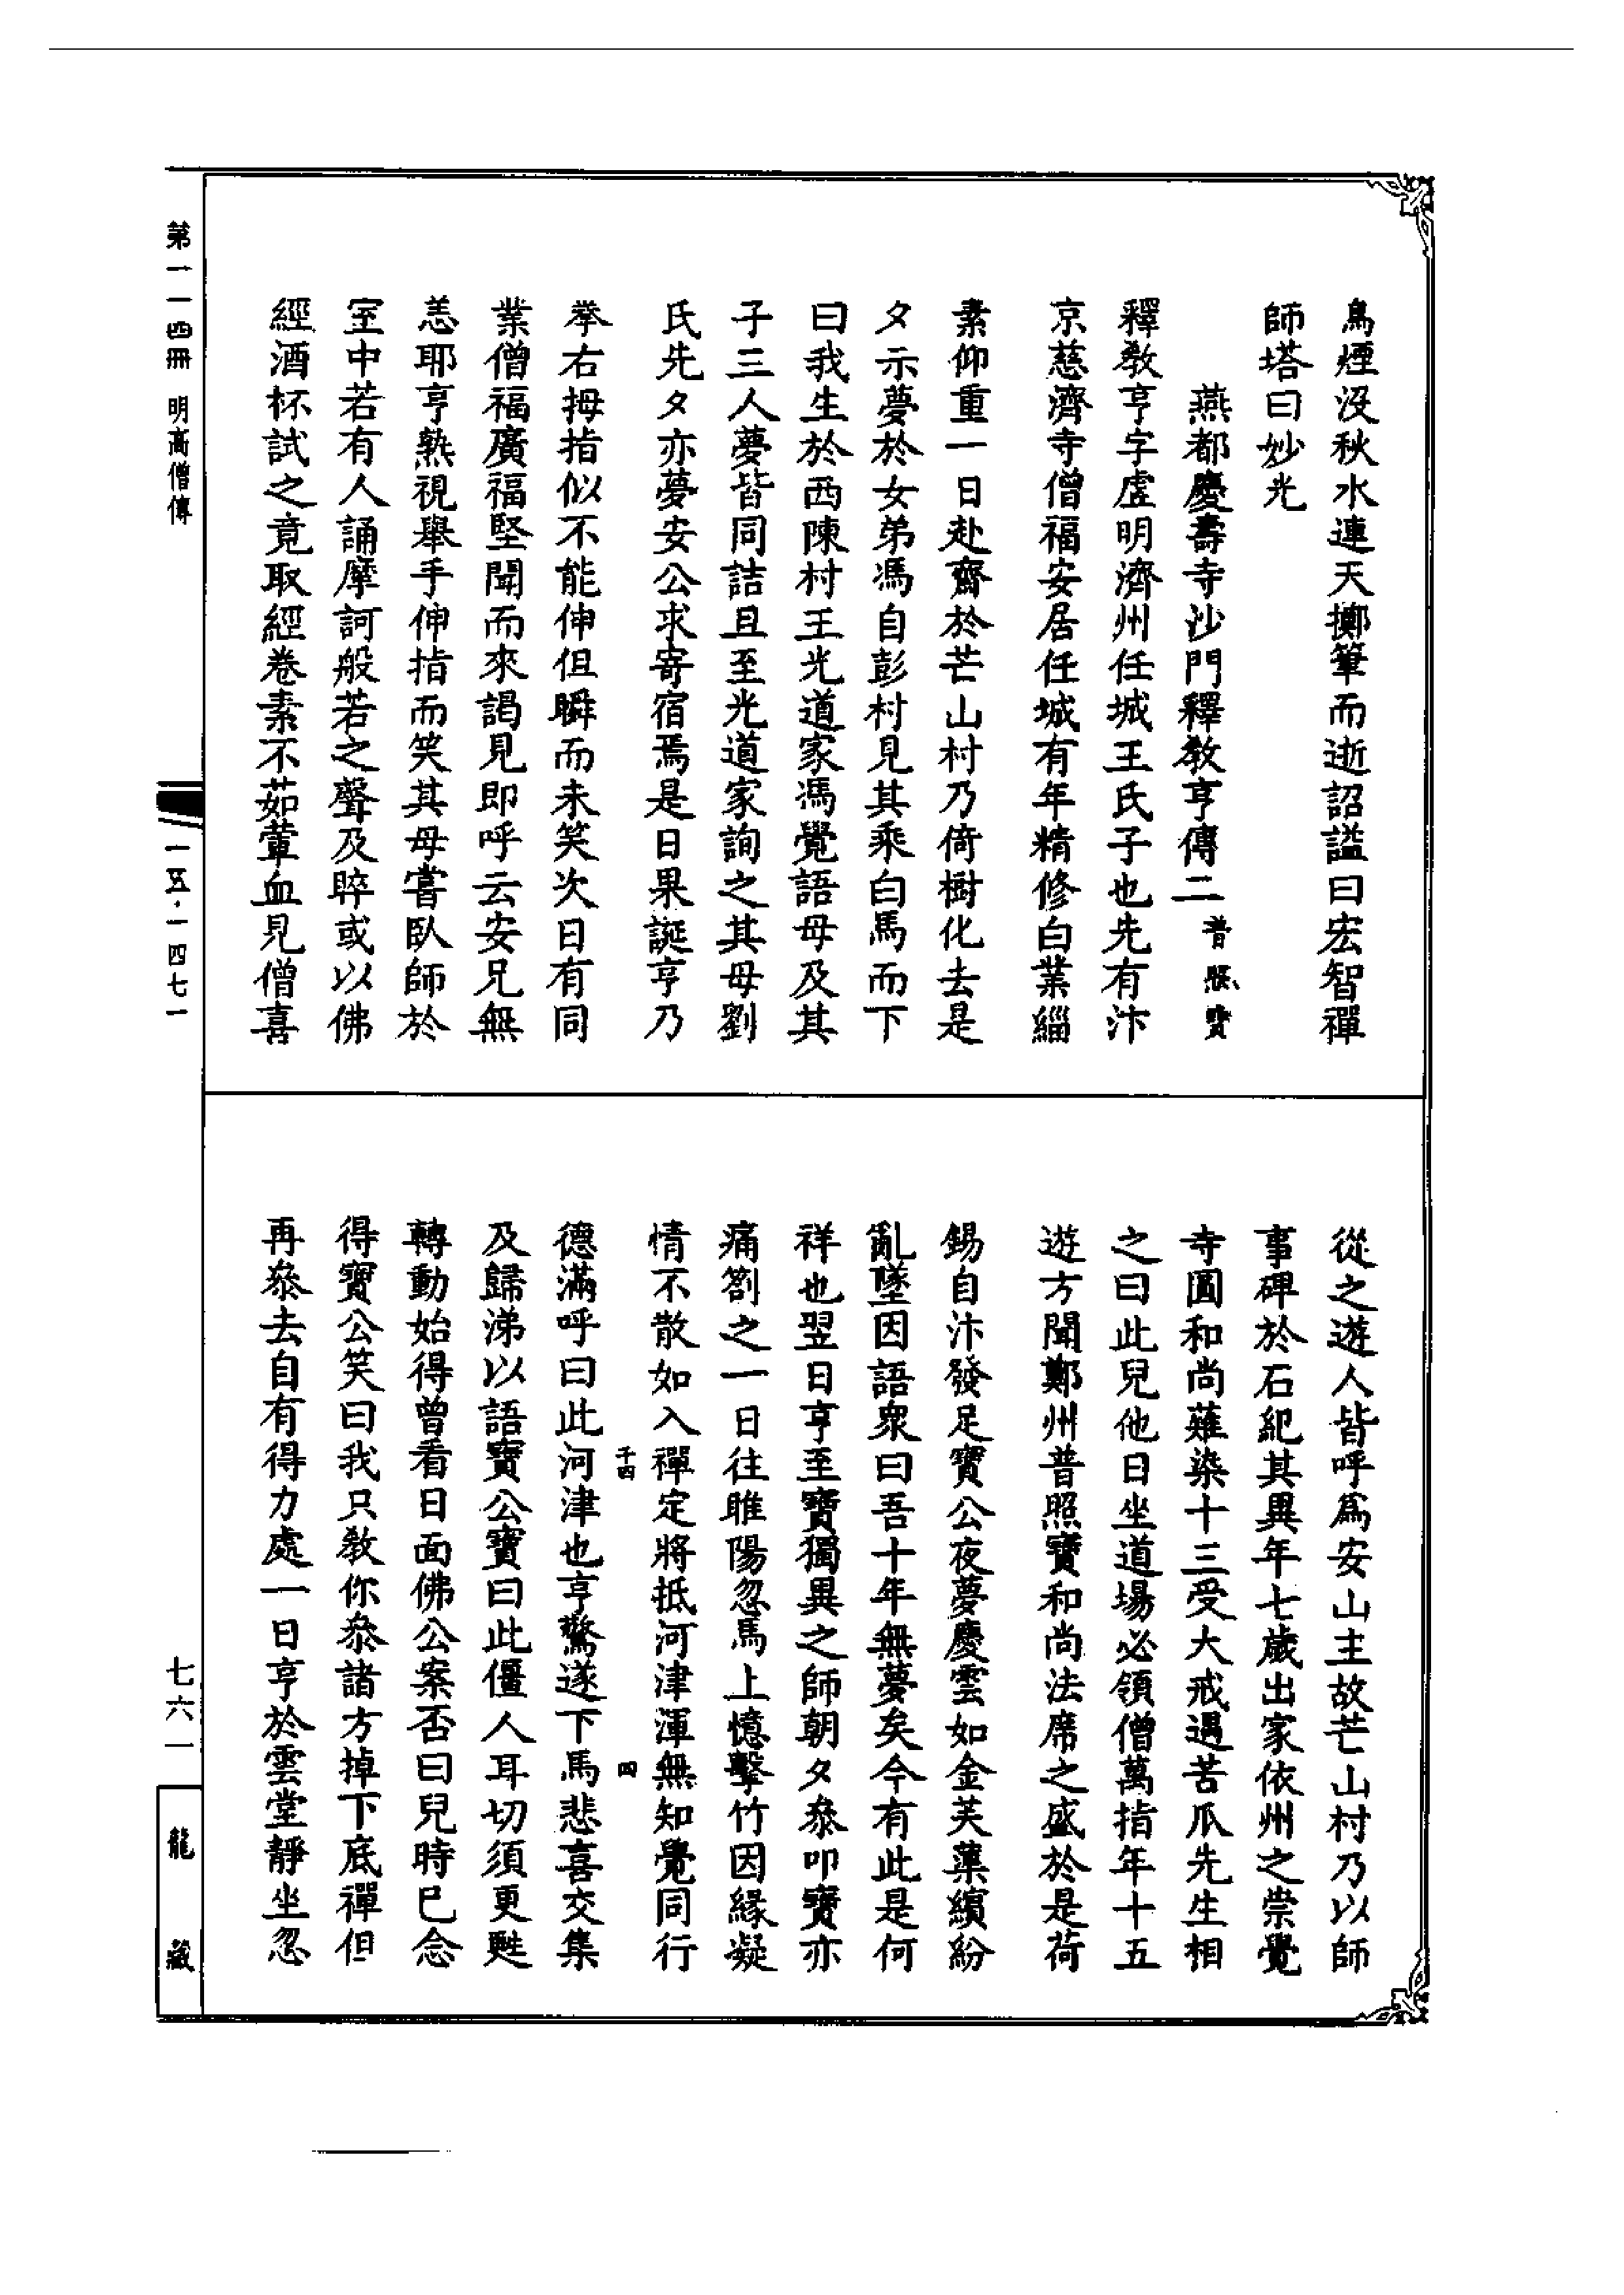 鳥煙沒秋水連天擲筆而逝詔諡曰宏智禪
師塔曰妙光
燕都慶壽寺沙門釋教亨傳二 普照寶
釋教亨字虛明濟州任城王氏子也先有汴
京慈濟寺僧福安居任城有年精修白業緇
素仰重一日赴齋於芒山村乃倚樹化去是
夕示夢於女弟馮自彭村見其乘白馬而下
曰我生於西陳村王光道家馮覺語母及其
子三人夢皆同詰旦至光道家詢之其母劉
氏先夕亦夢安公求寄宿焉是日果誕亨乃
拳右拇指似不能伸但瞬而未笑次日有同
業僧福廣福堅聞而來謁見即呼云安兄無
恙耶亨熟視舉手伸指而笑其母嘗臥師於
室中若有人誦摩訶般若之聲及晬或以佛
經酒杯試之竟取經卷素不茹葷血見僧喜
從之遊人皆呼爲安山主故芒山村乃以師
事碑於石紀其異年七歲出家依州之崇覺
寺圓和尚薙染十三受大戒遇苦瓜先生相
之曰此兒他日坐道場必領僧萬指年十五
遊方聞鄭州普照寶和尚法席之盛於是荷
錫自汴發足寶公夜夢慶雲如金芙蕖繽紛
亂墜因語衆曰吾十年無夢矣今有此是何
祥也翌日亨至寶獨異之師朝夕叅叩寶亦
痛劄之一日往睢陽忽馬上憶擊竹因緣凝
情不散如入禪定將抵河津渾無知覺同行
千四
四
德滿呼曰此河津也亨驚遂下馬悲喜交集
及歸涕以語寶公寶曰此僵人耳切須更甦
轉動始得曾看日面佛公案否曰兒時已念
得寶公笑曰我只教你叅諸方掉下底禪但
再叅去自有得力處一日亨於雲堂靜坐忽
第一一四冊 明高僧傳
一五·一四七一
七六一
龍藏